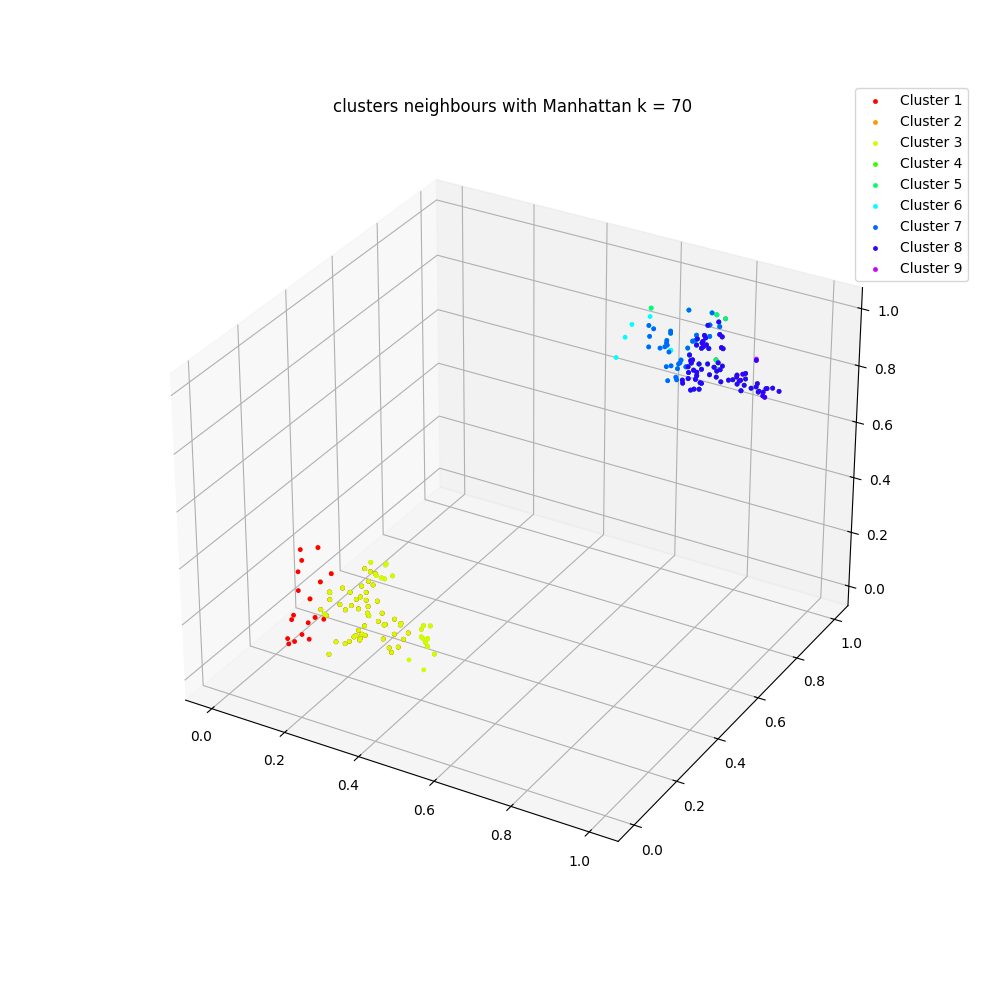 clusters neighbours with Manhattan k = 70
Cluster 1
Cluster 2
Cluster 3
Cluster 4
Cluster 5
Cluster 6
Cluster 7
Cluster 8
Cluster 9
1.0
0.8
0.6
0.4
0.2
0.0
0.0
0.2
0.4
0.6
0.8
1.0
0.0
0.2
0.4
0.6
0.8
1.0